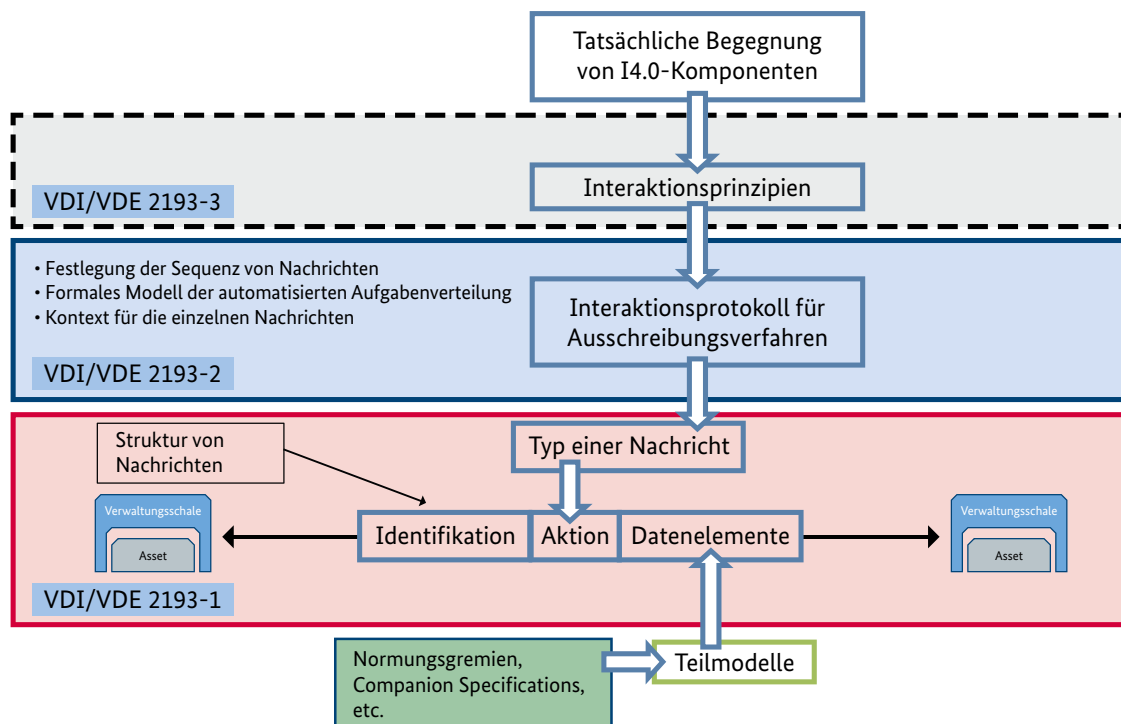 Tatsächliche Begegnung
von I4.0-Komponenten
Interaktionsprinzipien
VDI/VDE 2193-3
• Festlegung der Sequenz von Nachrichten
• Formales Modell der automatisierten Aufgabenverteilung
• Kontext für die einzelnen Nachrichten
Interaktionsprotokoll für
Ausschreibungsverfahren
VDI/VDE 2193-2
Struktur von
Nachrichten
Typ einer Nachricht
Verwaltungsschale
Asset
Identifikation
Aktion
Datenelemente
Verwaltungsschale
Asset
VDI/VDE 2193-1
Normungsgremien,
Companion Specifications,
etc.
Teilmodelle